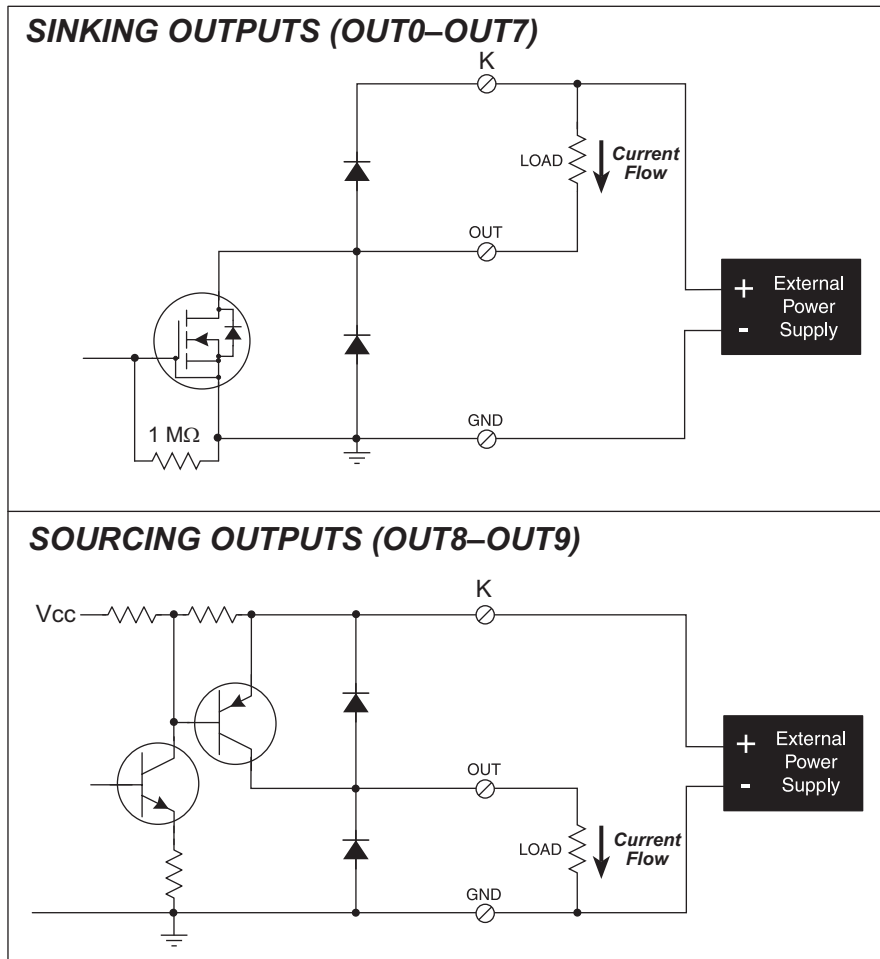 SINKING OUTPUTS (OUT0–OUT7)
K
LOAD
Current
Flow
OUT
+ External
Power
- Supply
GND
1 MΩ
SOURCING OUTPUTS (OUT8–OUT9)
K
Vcc
OUT
+ External
Power
- Supply
LOAD
Current
Flow
GND